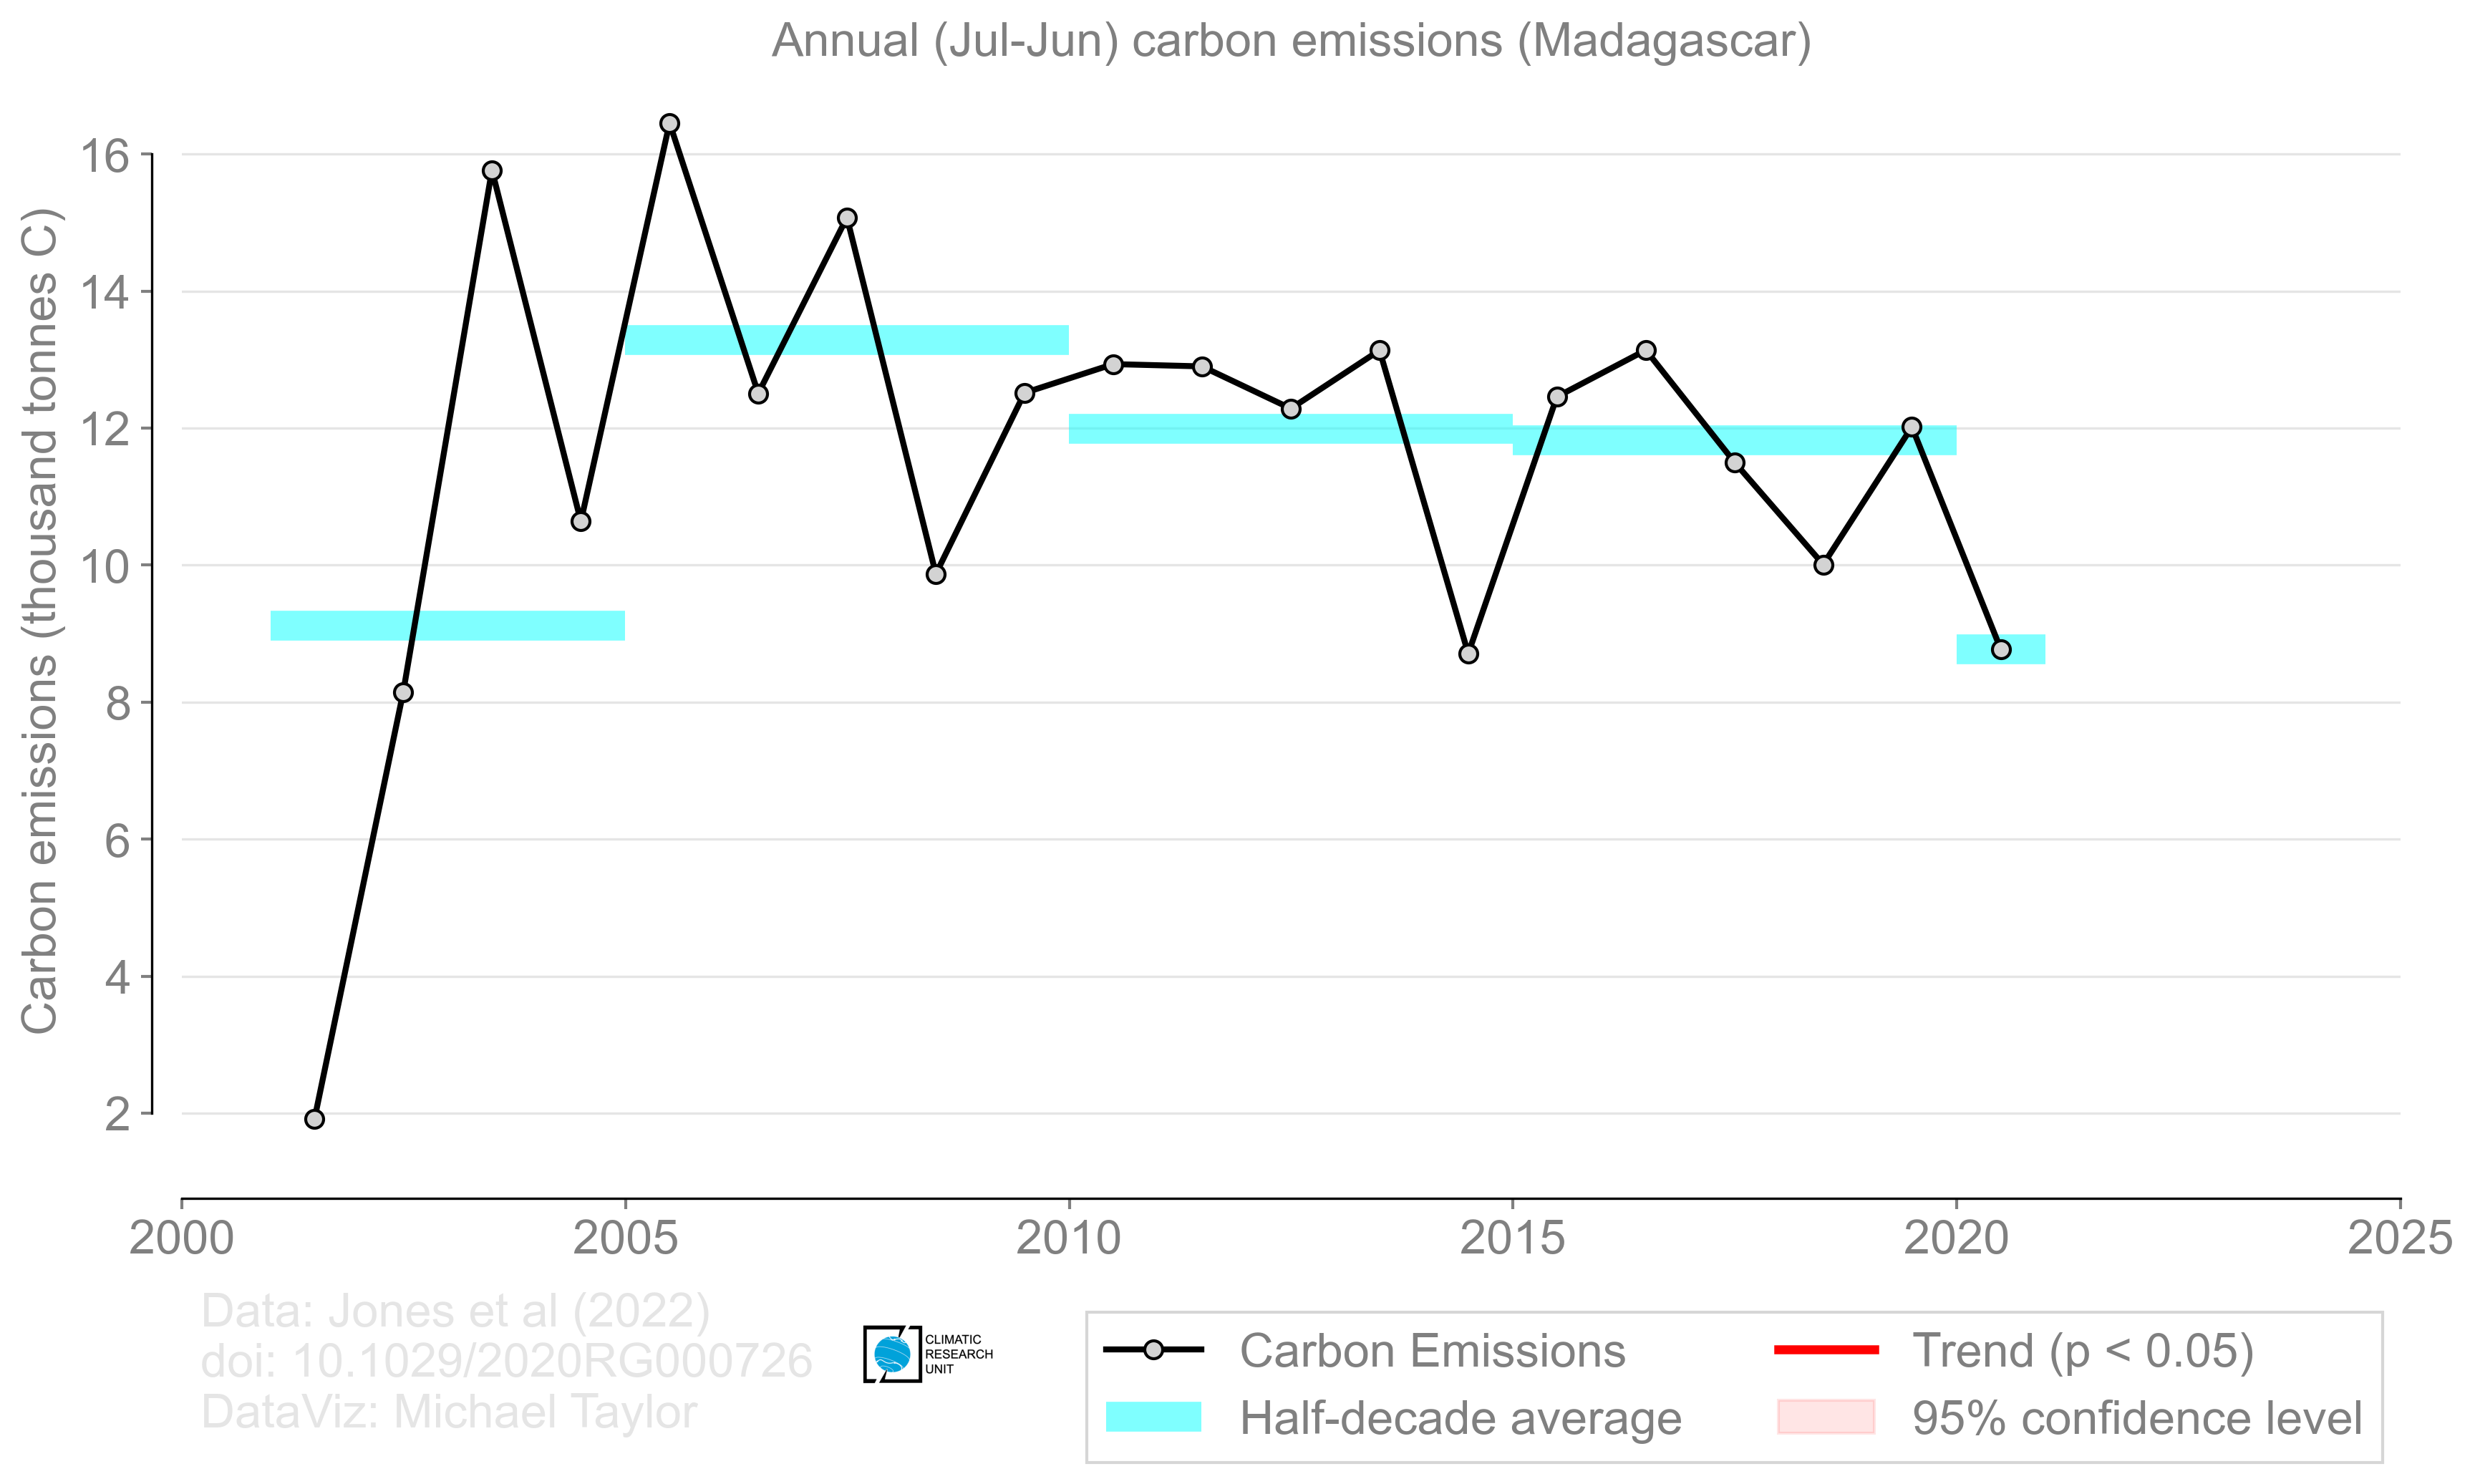 Annual (Jul-Jun) carbon emissions (Madagascar)
Carbon emissions (thousand tonnes C)
16
14
12
10
8
6
4
2
2000 2005 2010 2015 2020 2025
Data: Jones et al (2022)
doi: 10.1029/2020RG000726
DataViz: Michael Taylor
CLIMATIC
RESEARCH
UNIT
Carbon Emissions
Half-decade average
Trend (p < 0.05)
95% confidence level